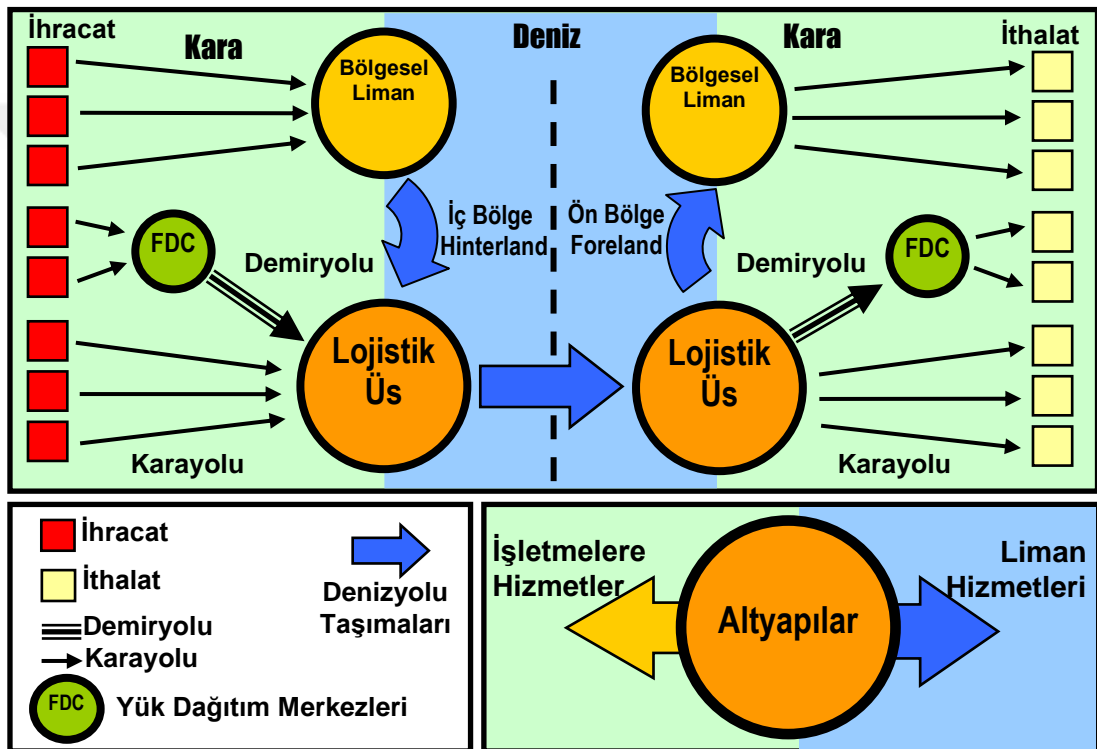 İhracat
Kara
Deniz
Kara
İthalat
Bölgesel
Liman
Bölgesel
Liman
İç Bölge
Hinterland
Ön Bölge
Foreland
FDC
Demiryolu
Demiryolu
FDC
Lojistik
Üs
Lojistik
Üs
Karayolu
Karayolu
İhracat
İthalat
Demiryolu
Karayolu
FDC
Yük Dağıtım Merkezleri
Denizyolu
Taşımaları
İşletmelere
Hizmetler
Altyapılar
Liman
Hizmetleri